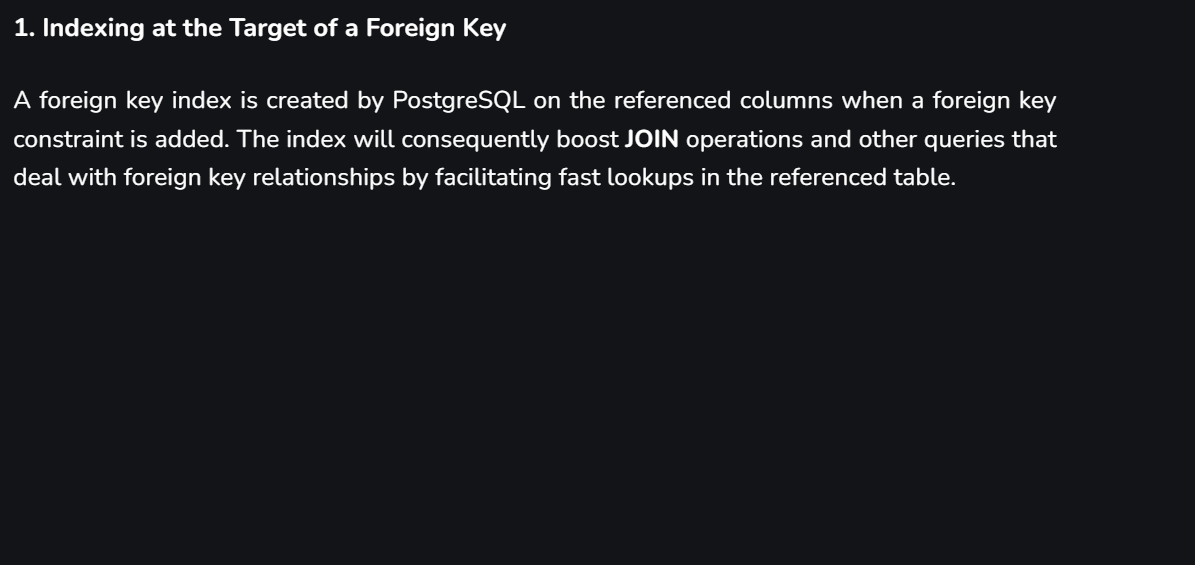 1. Indexing at the Target of a Foreign Key
A foreign key index is created by PostgreSQL on the referenced columns when a foreign key
constraint is added. The index will consequently boost JOIN operations and other queries that
deal with foreign key relationships by facilitating fast lookups in the referenced table.